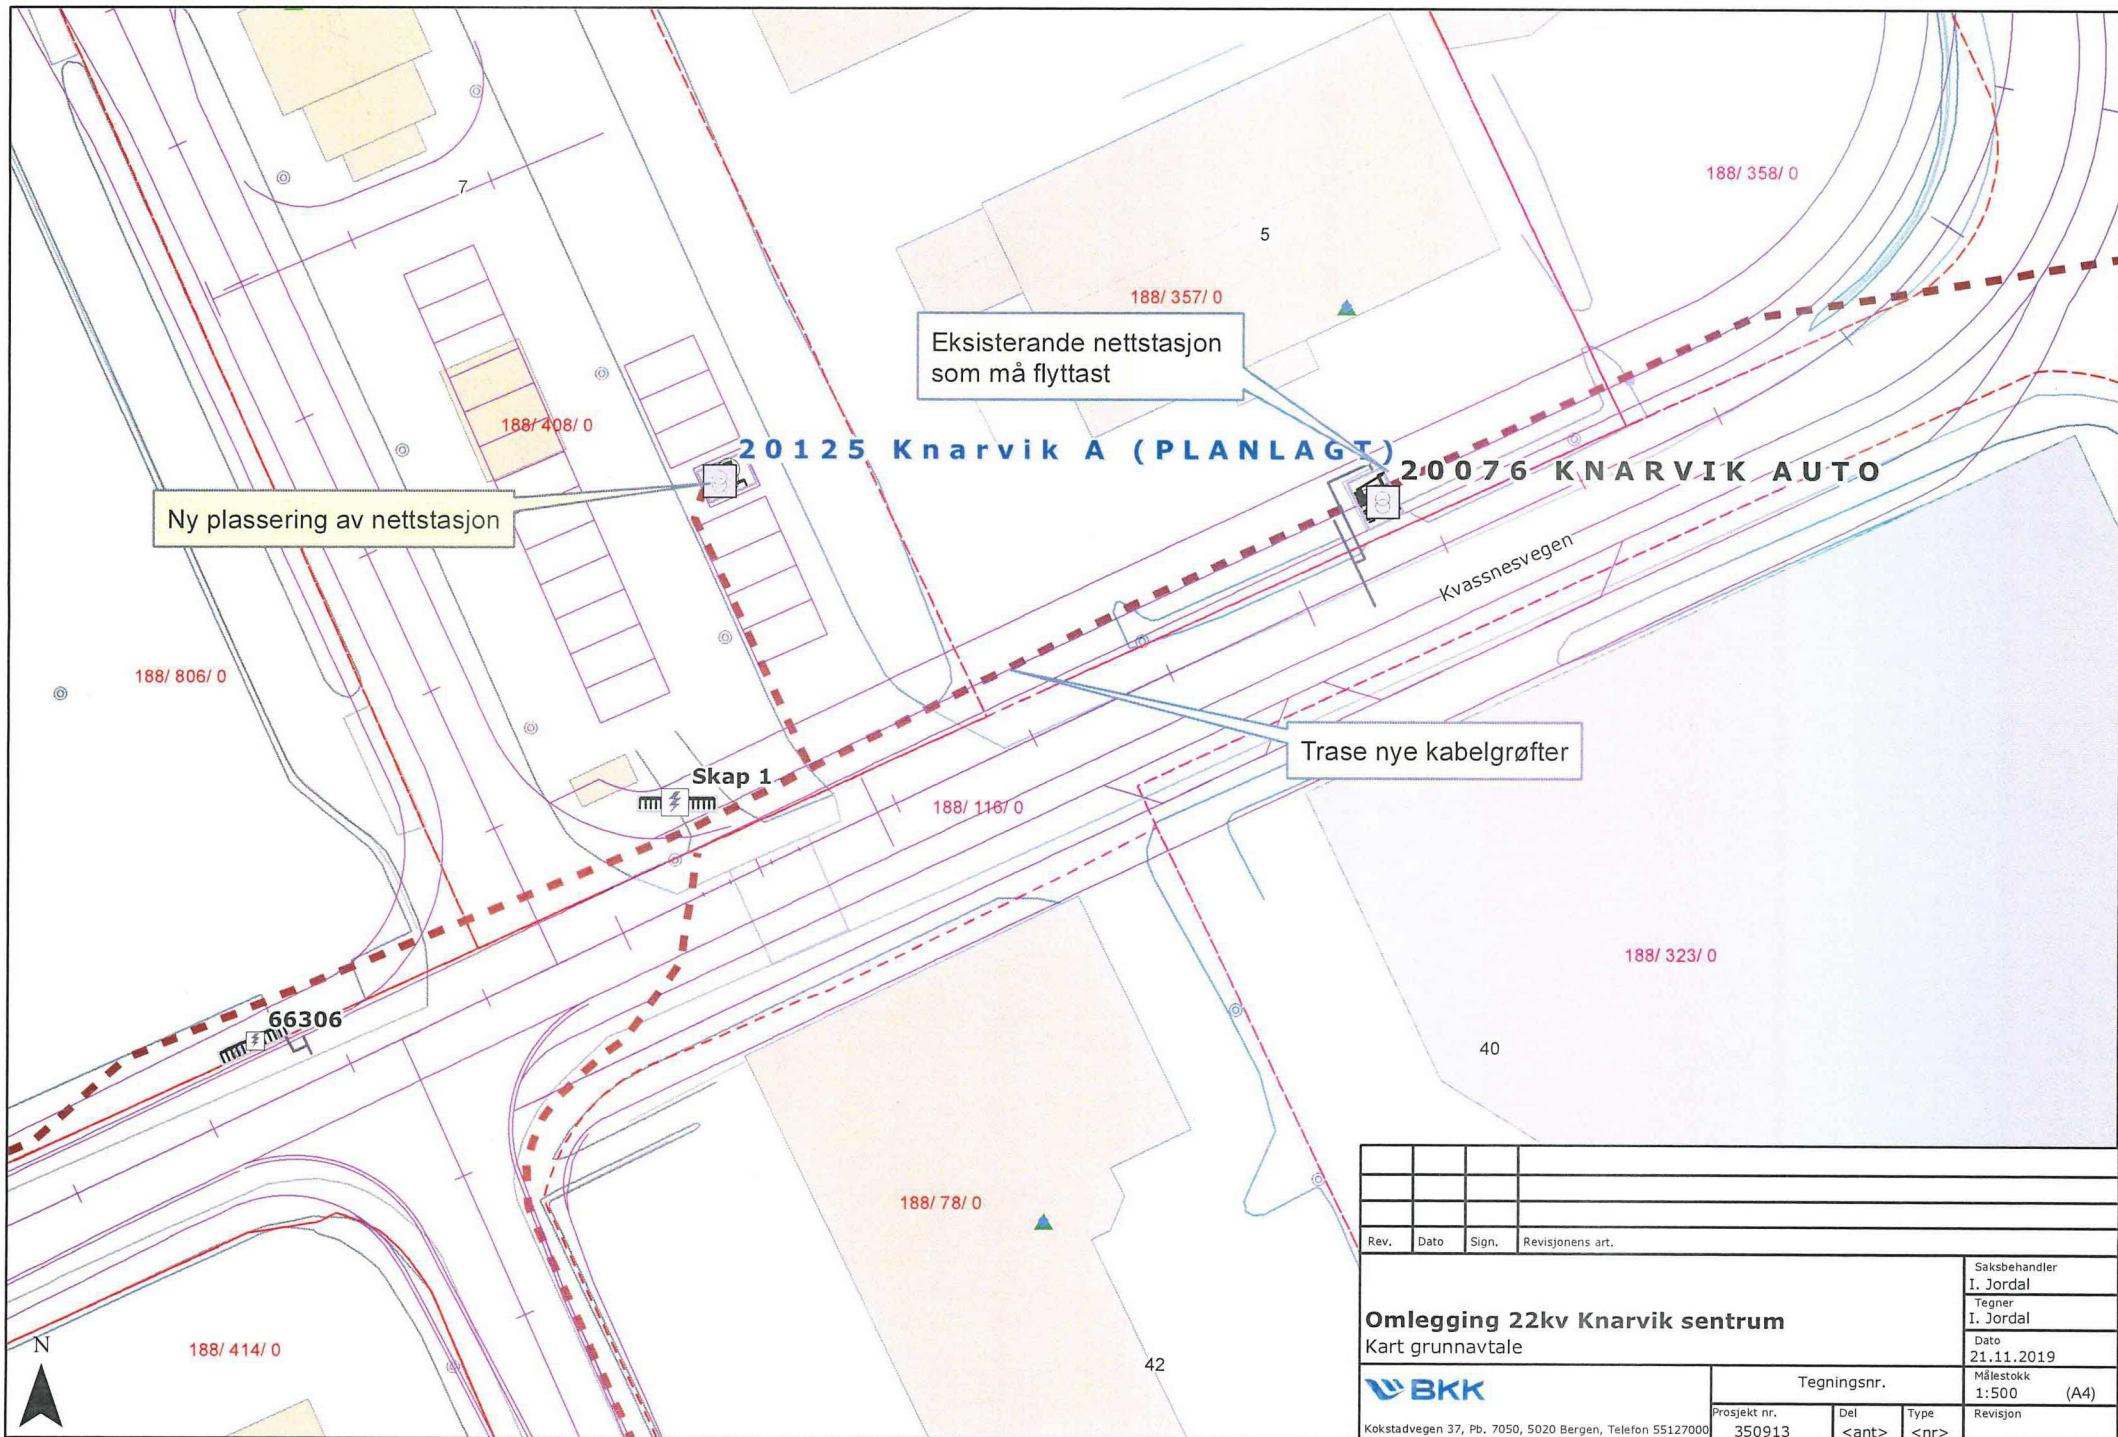 7
188/ 358/ 0
5
188/ 357/ 0
Eksisterande nettstasjon
som må flyttast
188/ 408/ 0
20125 Knarvik A (PLANLAGT)
20076 KNARVIK AUTO
Ny plassering av nettstasjon
Kvassnesvegen
188/ 806/ 0
Trase nye kabelgrøfter
Skap 1
188/ 116/ 0
188/ 323/ 0
66306
40
188/ 78/ 0
188/ 414/ 0
42
N
Rev. Dato Sign. Revisjonens art.
Omlegging 22kv Knarvik sentrum
Kart grunnavtale
Saksbehandler
I. Jordal
Tegner
I. Jordal
Dato
21.11.2019
BKK
Kokstadvegen 37, Pb. 7050, 5020 Bergen, Telefon 55127000
Tegningsnr.
Målestokk
1:500 (A4)
Prosjekt nr.
350913
Del
<ant>
Type
<nr>
Revisjon